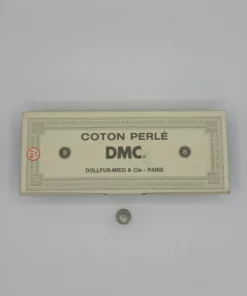 COTON PERLÉ
8 DMC 8
DOLLFUS-MIEG & Cie - PARIS